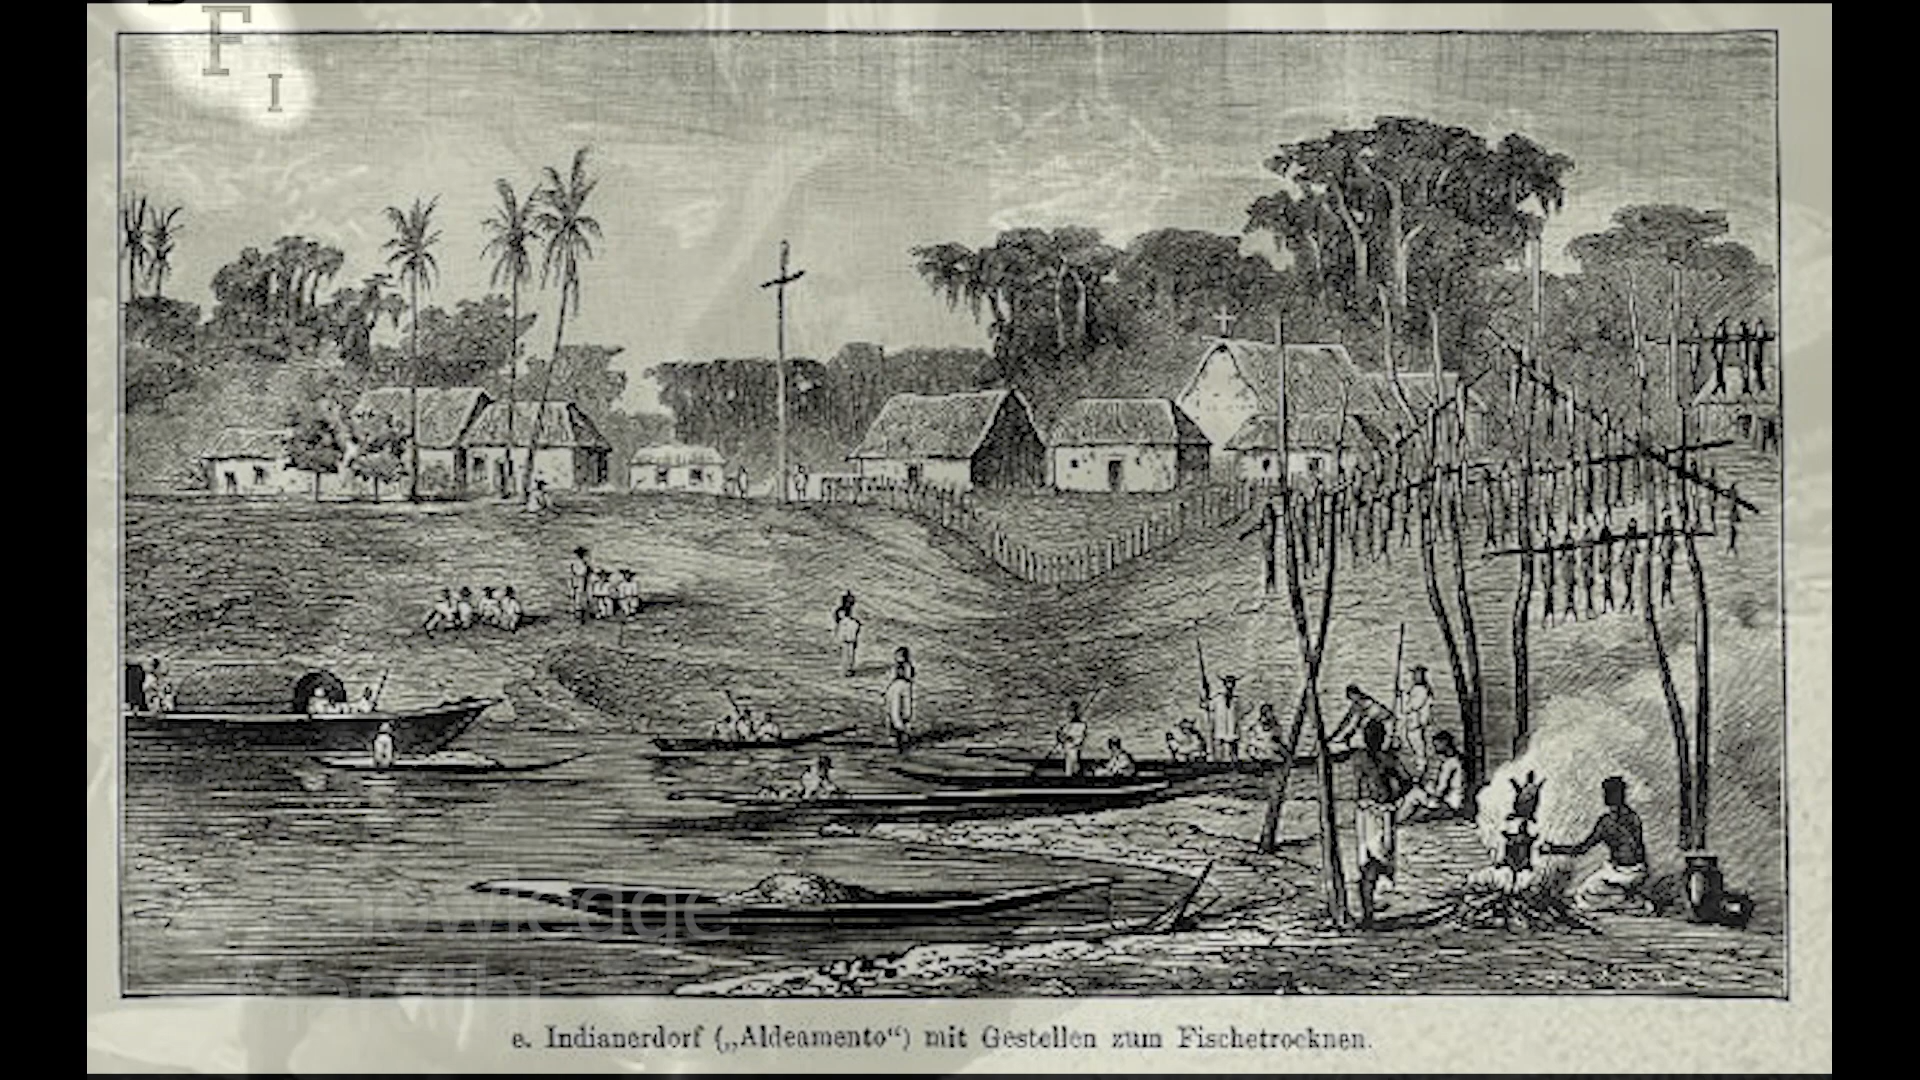 F
I
e. Indianerdorf („Aldeamento“) mit Gestellen zum Fischetrocknen.